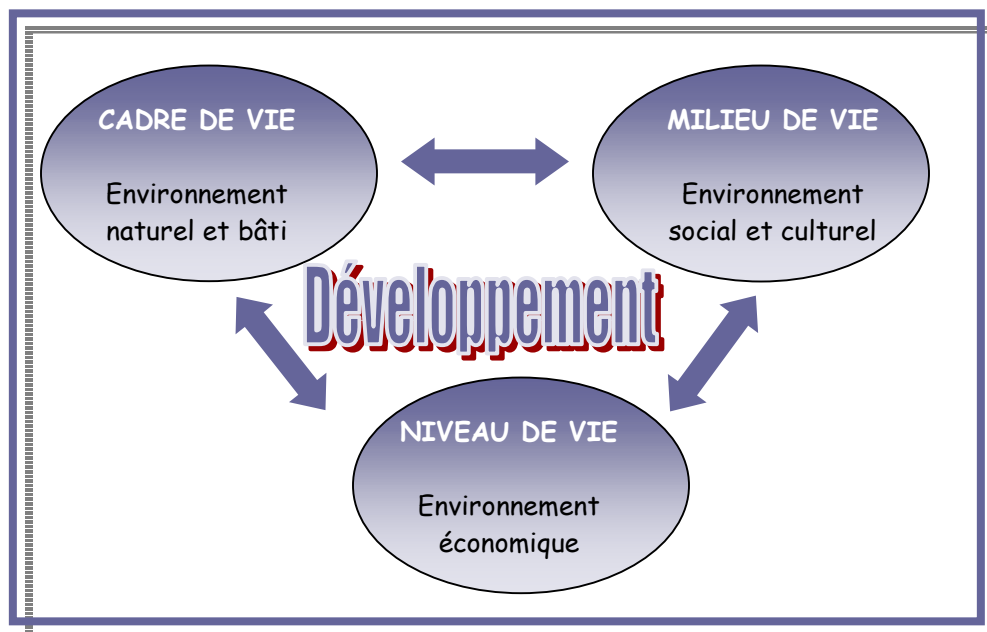 CADRE DE VIE
Environnement
naturel et bâti
MILIEU DE VIE
Environnement
social et culturel
Développement
NIVEAU DE VIE
Environnement
économique